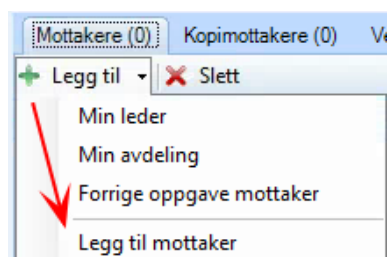 Mottakere (0) Kopimottakere (0)
Legg til Slett
Min leder
Min avdeling
Forrige oppgave mottaker
Legg til mottaker